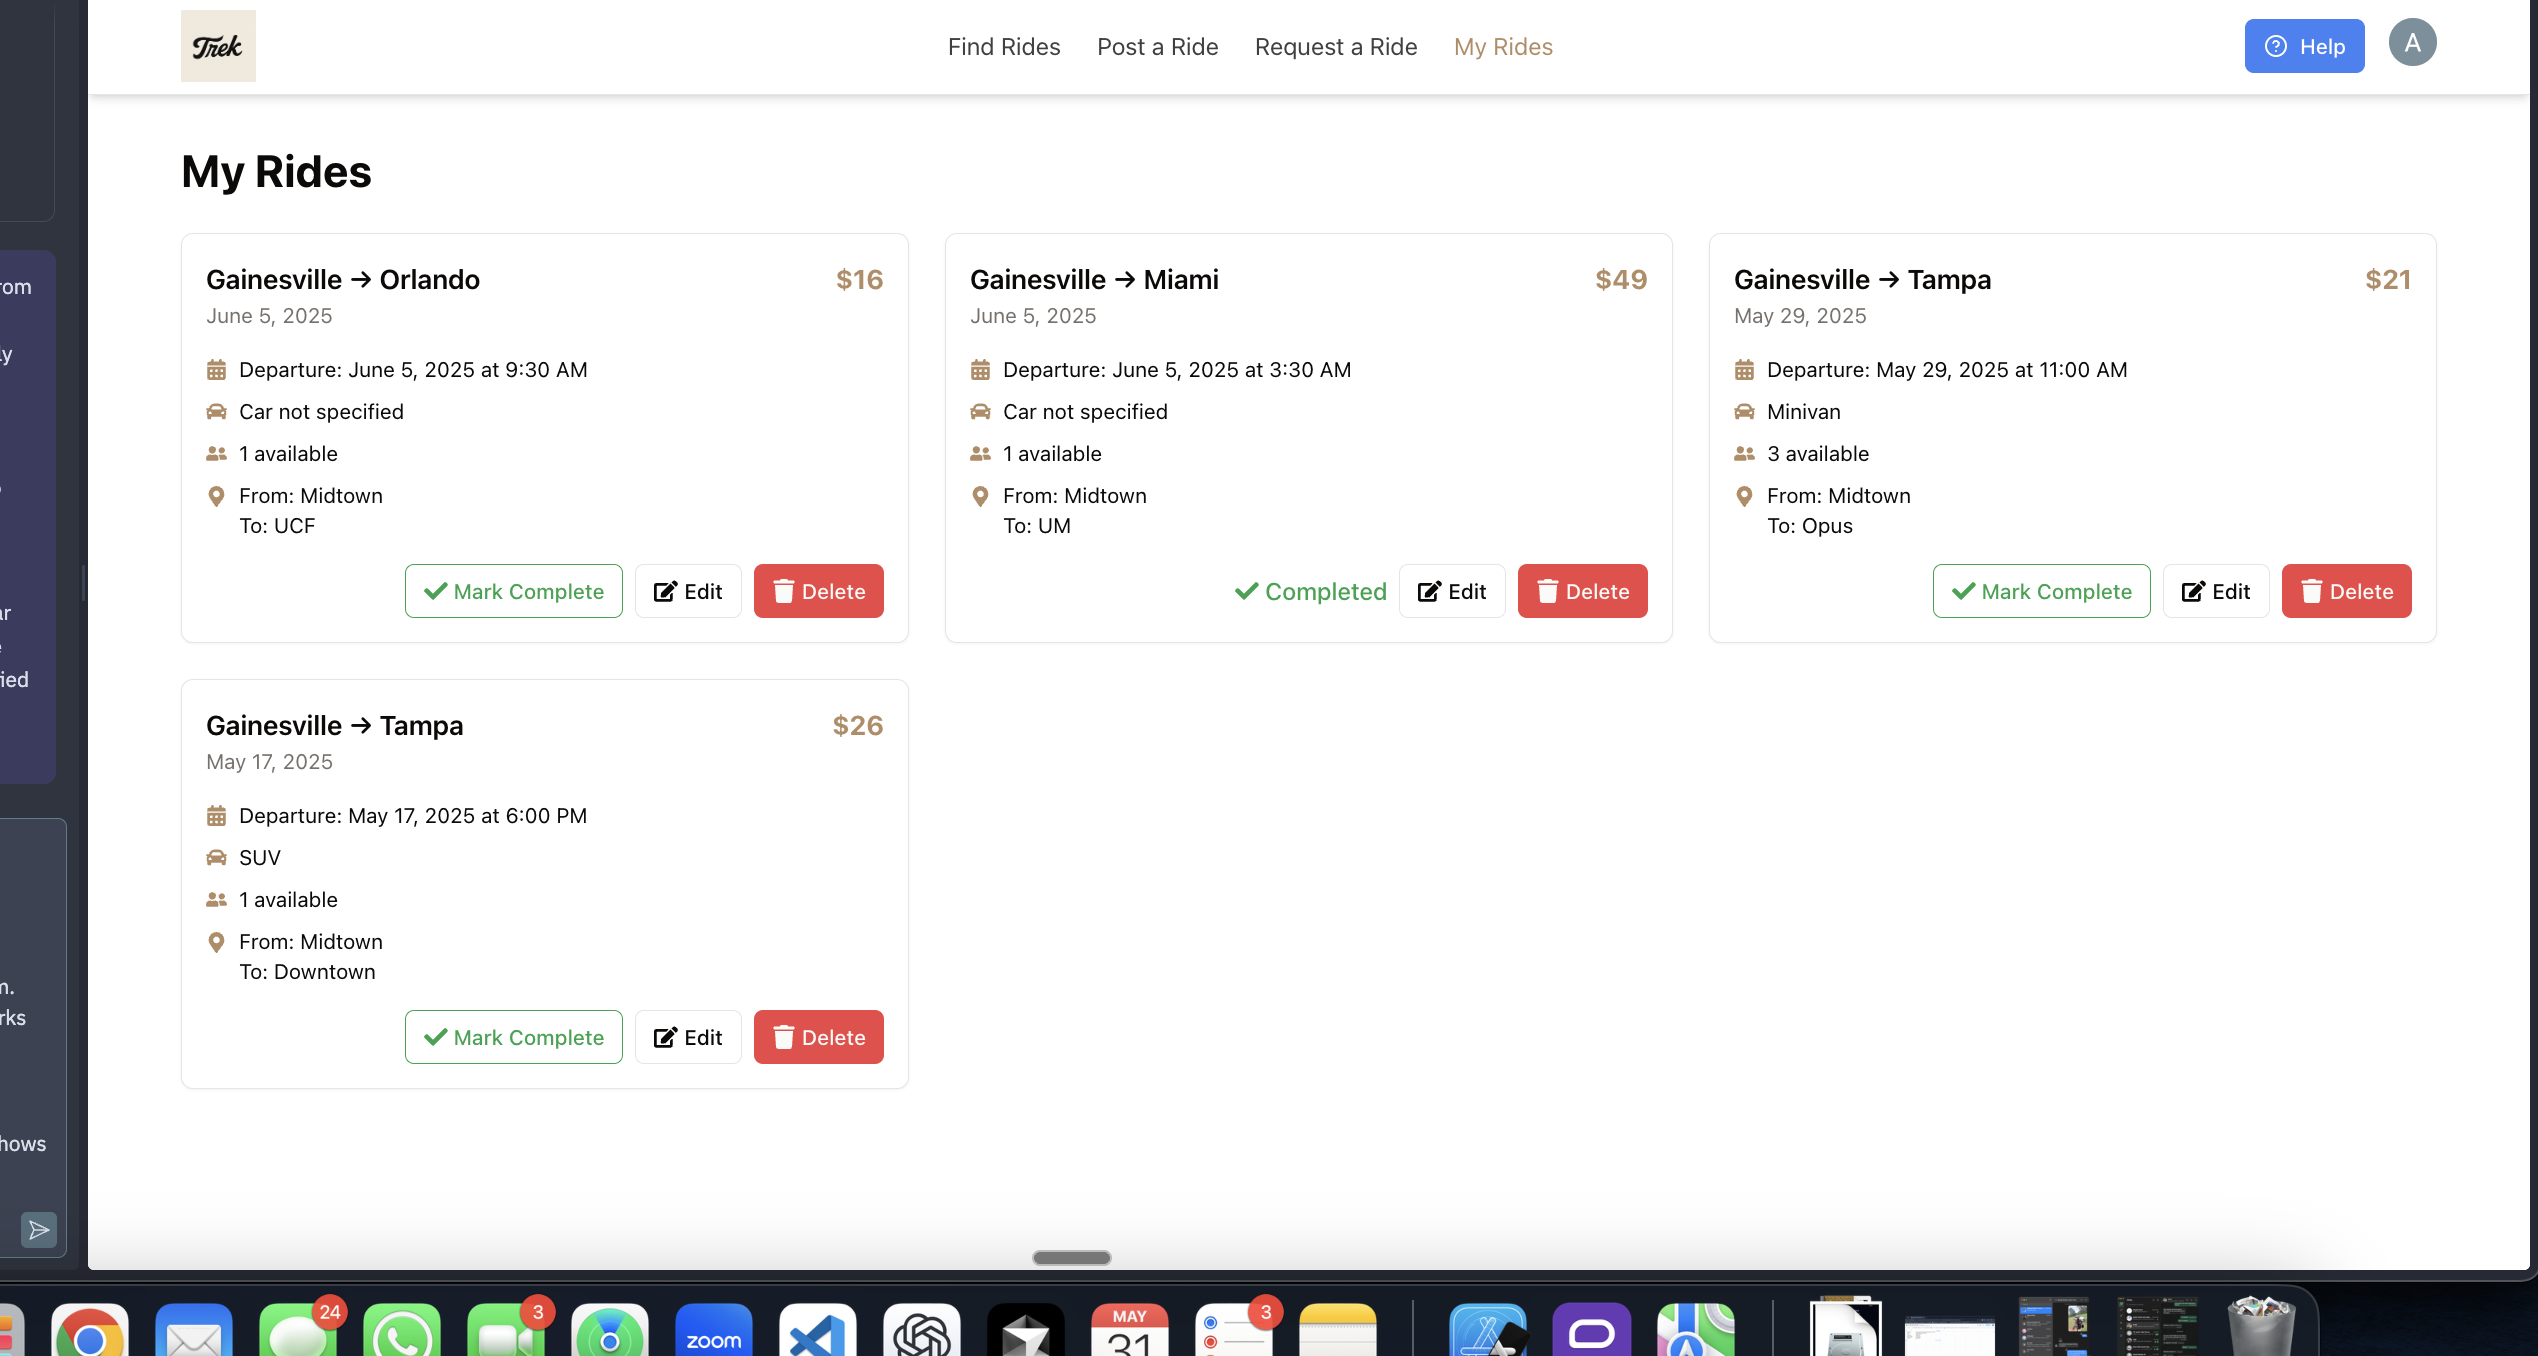 Trek
Find Rides Post a Ride Request a Ride My Rides
Help A
My Rides
Gainesville → Orlando $16
June 5, 2025
Departure: June 5, 2025 at 9:30 AM
Car not specified
1 available
From: Midtown
To: UCF
Mark Complete Edit Delete
Gainesville → Miami $49
June 5, 2025
Departure: June 5, 2025 at 3:30 AM
Car not specified
1 available
From: Midtown
To: UM
Completed Edit Delete
Gainesville → Tampa $21
May 29, 2025
Departure: May 29, 2025 at 11:00 AM
Minivan
3 available
From: Midtown
To: Opus
Mark Complete Edit Delete
Gainesville → Tampa $26
May 17, 2025
Departure: May 17, 2025 at 6:00 PM
SUV
1 available
From: Midtown
To: Downtown
Mark Complete Edit Delete
24
3
zoom
MAY
31
3